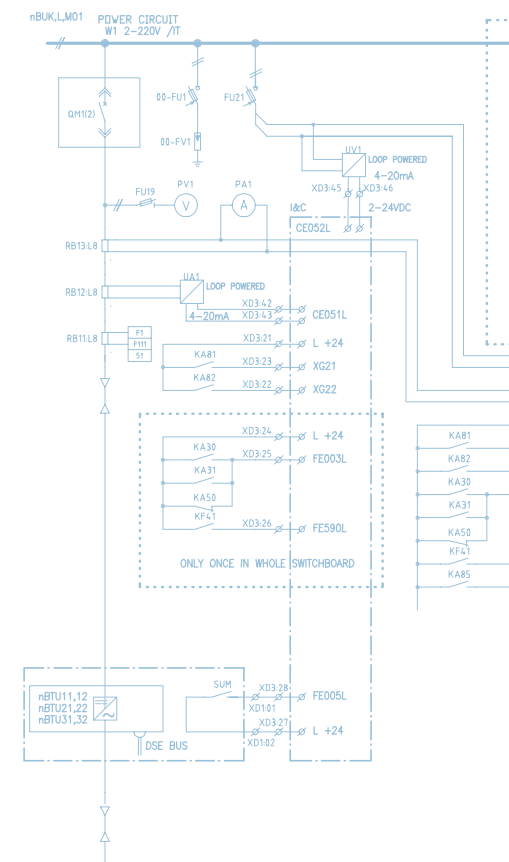 nBUK,L,M01
POWER CIRCUIT
W1 2-220V /IT
QM1(2)
00-FU1
FU21
00-FV1
UV1
LOOP POWERED
4-20mA
XD3:45
XD3:46
FU19
PV1
V
PA1
A
I&C
2-24VDC
CE052L
RB13:L8
UA1
LOOP POWERED
RB12:L8
4-20mA
XD3:42
XD3:43
CE051L
RB11:L8
F1
F111
S1
XD3:21
L +24
KA81
XD3:23
XG21
KA82
XD3:22
XG22
XD3:24
L +24
KA30
XD3:25
FE003L
KA31
KA50
KF41
XD3:26
FE590L
ONLY ONCE IN WHOLE SWITCHBOARD
KA81
KA82
KA30
KA31
KA50
KF41
KA85
nBTU11,12
nBTU21,22
nBTU31,32
SUM
XD3:28
XD1:01
FE005L
XD3:27
XD1:02
L +24
DSE BUS